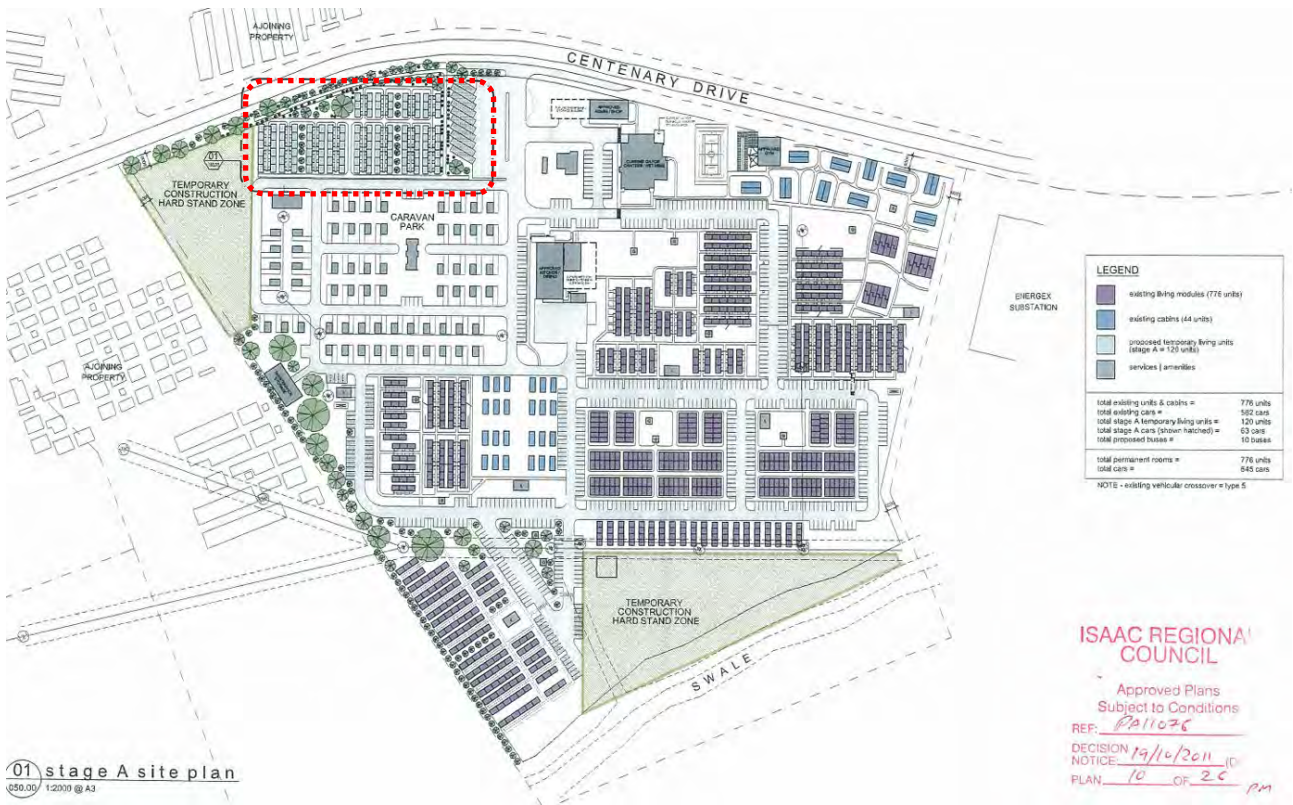 AJOINING
PROPERTY
CENTENARY DRIVE
01
TEMPORARY
CONSTRUCTION
HARD STAND ZONE
CARAVAN
PARK
ENERGEX
SUBSTATION
AJOINING
PROPERTY
TEMPORARY
CONSTRUCTION
HARD STAND ZONE
SWALE
LEGEND
existing living modules (776 units)
existing cabins (44 units)
proposed temporary living units
(stage A = 120 units)
services | amenities
total existing units & cabins = 776 units
total existing cars = 582 cars
total stage A temporary living units = 120 units
total stage A cars (shown hatched) = 63 cars
total proposed buses = 10 buses
total permanent rooms = 776 units
total cars = 645 cars
NOTE - existing vehicular crossover = type 5
ISAAC REGIONAL
COUNCIL
Approved Plans
Subject to Conditions
REF: PA11076
DECISION
NOTICE: 19/10/2011
PLAN 10 OF 26
PM
01 stage A site plan
050.00 1:2000 @ A3